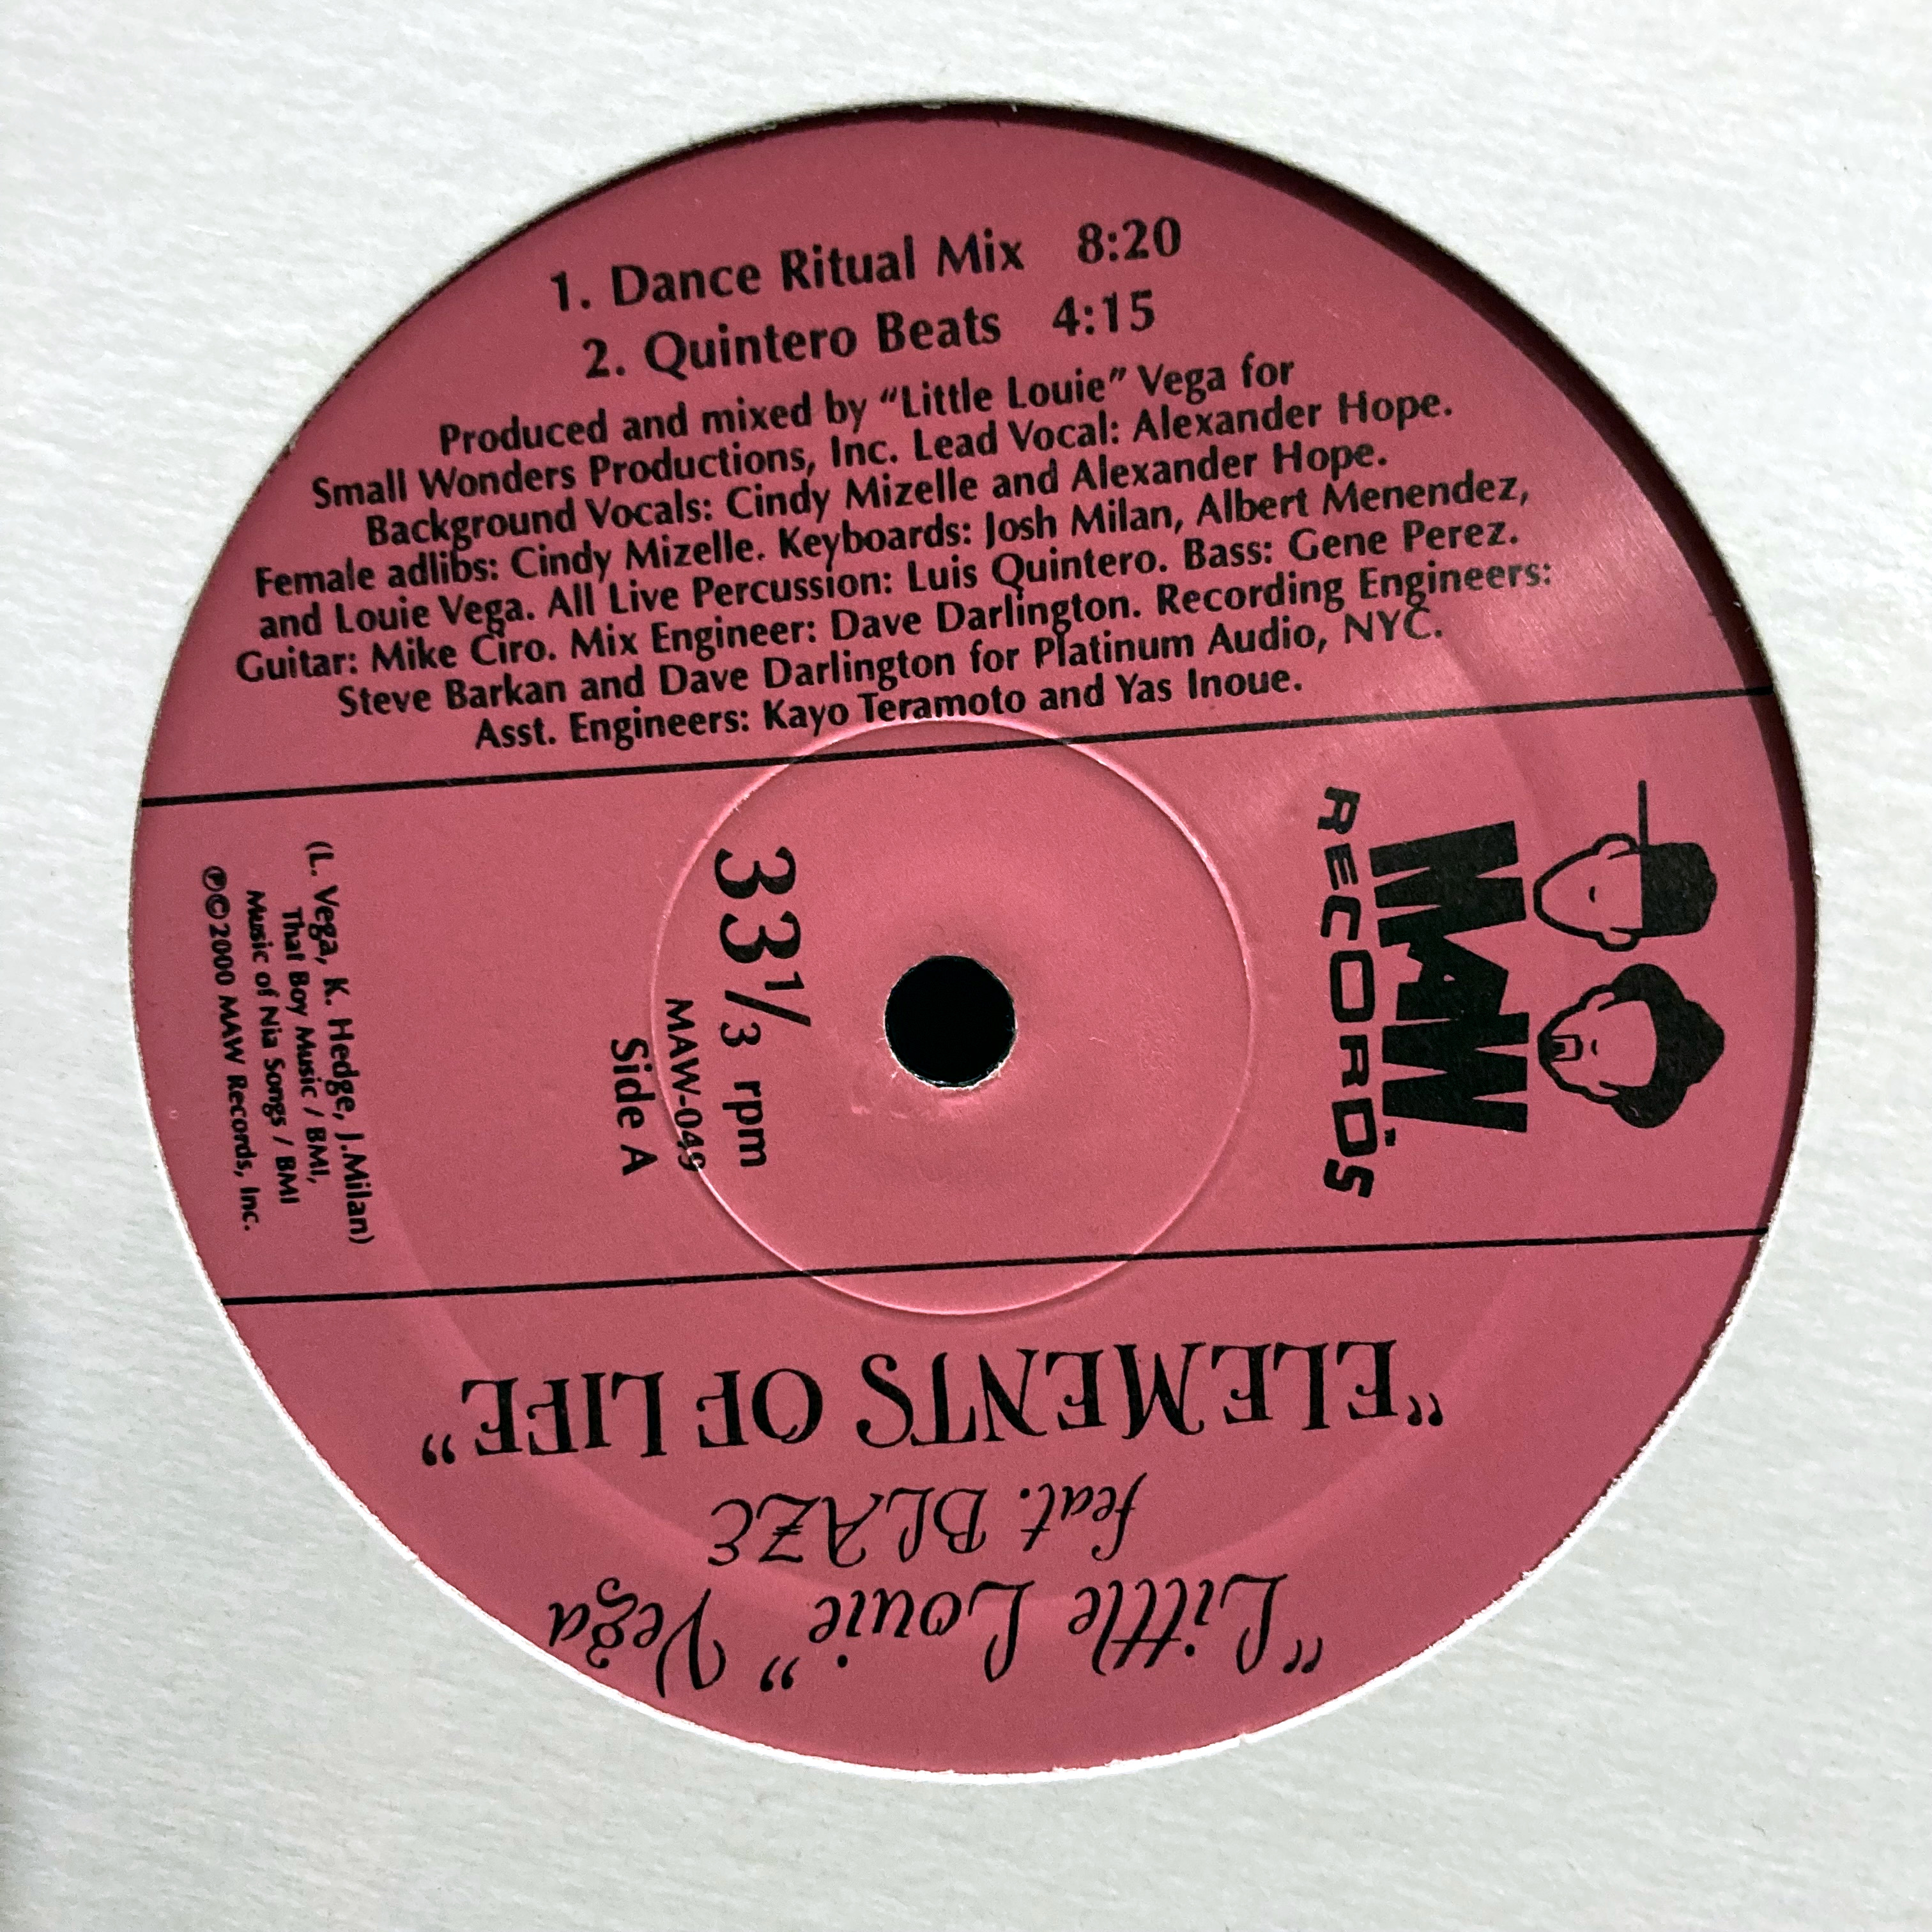 1. Dance Ritual Mix 8:20
2. Quintero Beats 4:15
Produced and mixed by “Little Louie” Vega for
Small Wonders Productions, Inc. Lead Vocal: Alexander Hope.
Background Vocals: Cindy Mizelle and Alexander Hope.
Female adlibs: Cindy Mizelle. Keyboards: Josh Milan, Albert Menendez,
and Louie Vega. All Live Percussion: Luis Quintero. Bass: Gene Perez.
Guitar: Mike Ciro. Mix Engineer: Dave Darlington. Recording Engineers:
Steve Barkan and Dave Darlington for Platinum Audio, NYC.
Asst. Engineers: Kayo Teramoto and Yas Inoue.
MAW
RECORDS™
33 1/3 rpm
MAW-049
Side A
(L. Vega, K. Hedge, J.Milan)
That Boy Music / BMI,
Music of Nia Songs / BMI
℗©2000 MAW Records, Inc.
“Little Louie” Vega
feat. BLAZE
“ELEMENTS OF LIFE”